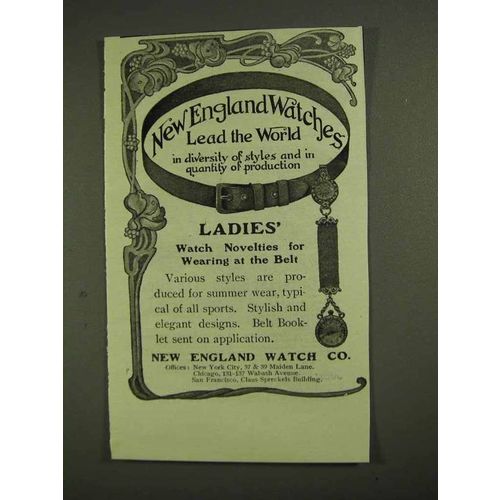 New England Watches
Lead the World
in diversity of styles and in
quantity of production
LADIES'
Watch Novelties for
Wearing at the Belt
Various styles are pro-
duced for summer wear, typi-
cal of all sports. Stylish and
elegant designs. Belt Book-
let sent on application.
NEW ENGLAND WATCH CO.
Offices: New York City, 37 & 39 Maiden Lane.
Chicago, 131-137 Wabash Avenue.
San Francisco, Claus Spreckels Building.